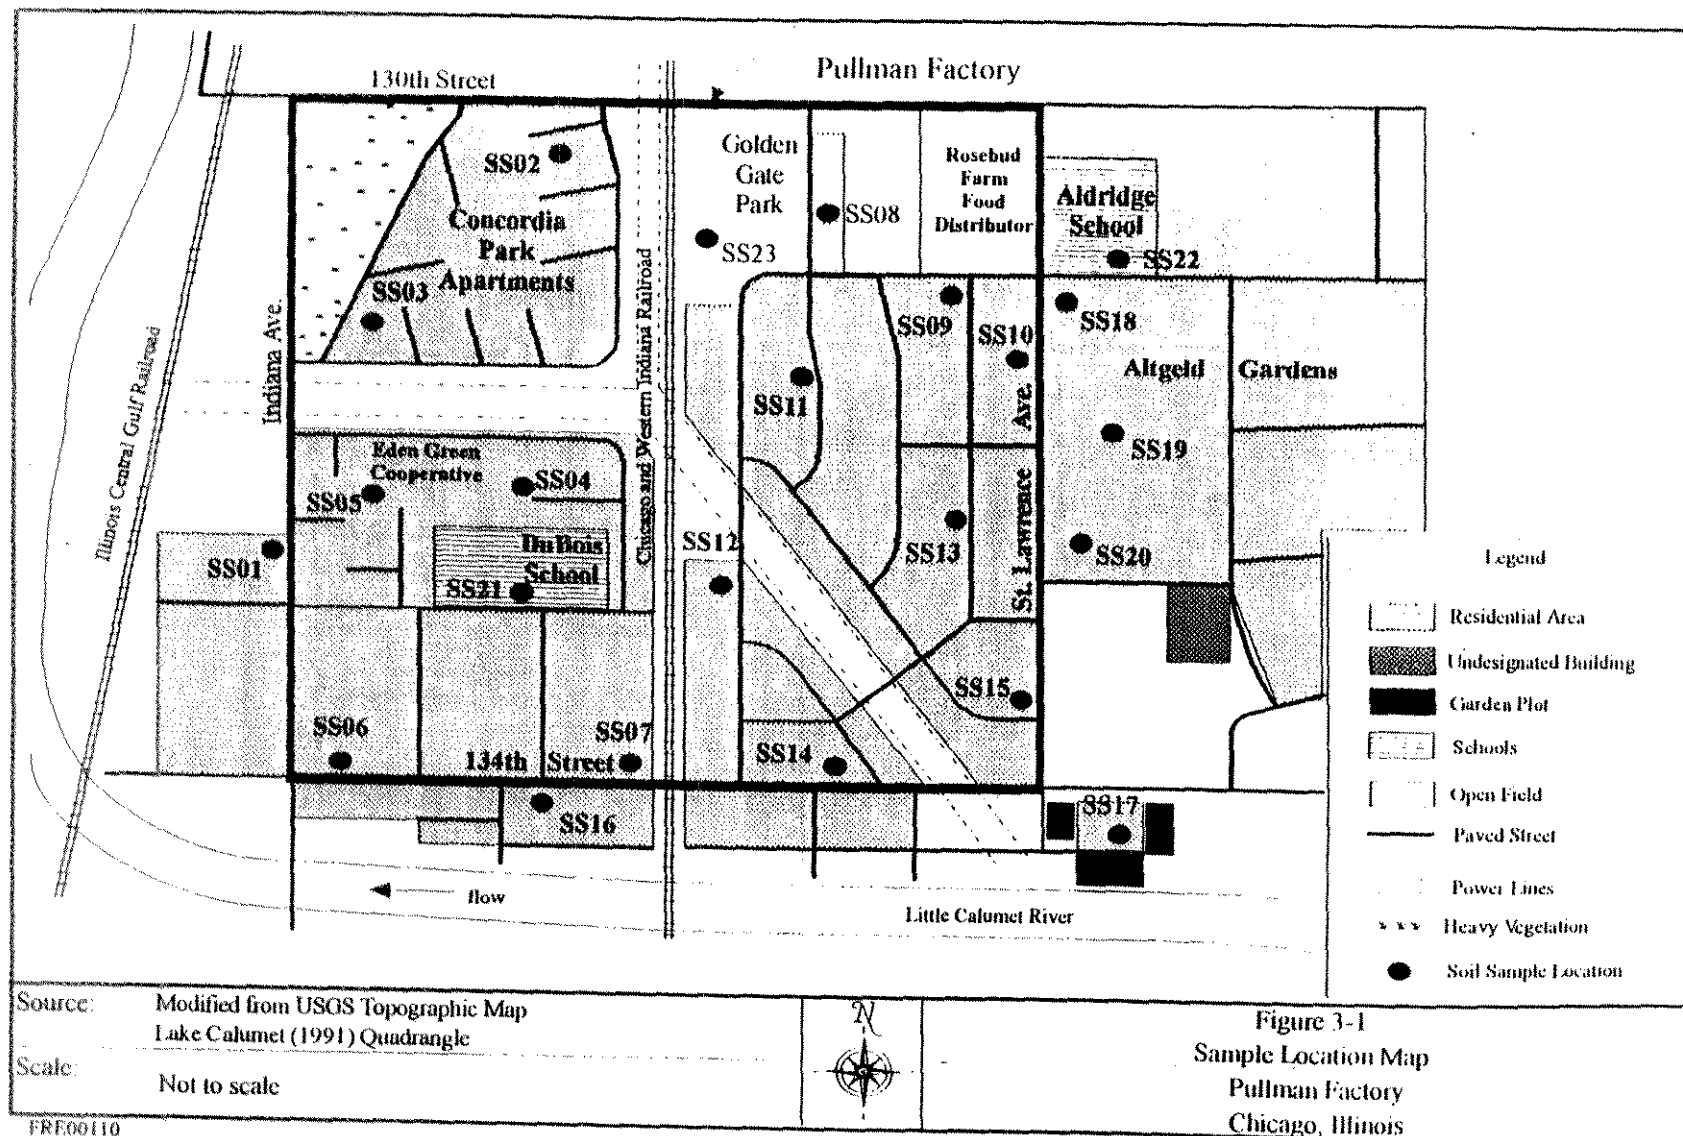 130th Street
Pullman Factory
Golden
Gate
Park
Rosebud
Farm
Food
Distributor
Aldridge
School
SS02
SS08
SS23
SS22
Concordia
Park
Apartments
SS03
SS09
SS10
SS18
Altgeld Gardens
SS11
SS19
Indiana Ave.
Illinois Central Gulf Railroad
Chicago and Western Indiana Railroad
St. Lawrence Ave.
Eden Green
Cooperative
SS04
SS05
SS12
SS13
SS20
SS01
DuBois
School
SS21
SS06
SS07
134th Street
SS14
SS15
SS16
SS17
flow
Little Calumet River
Legend
Residential Area
Undesignated Building
Garden Plot
Schools
Open Field
Paved Street
Power Lines
Heavy Vegetation
Soil Sample Location
Source: Modified from USGS Topographic Map
Lake Calumet (1991) Quadrangle
Scale: Not to scale
N
Figure 3-1
Sample Location Map
Pullman Factory
Chicago, Illinois
FRE00110